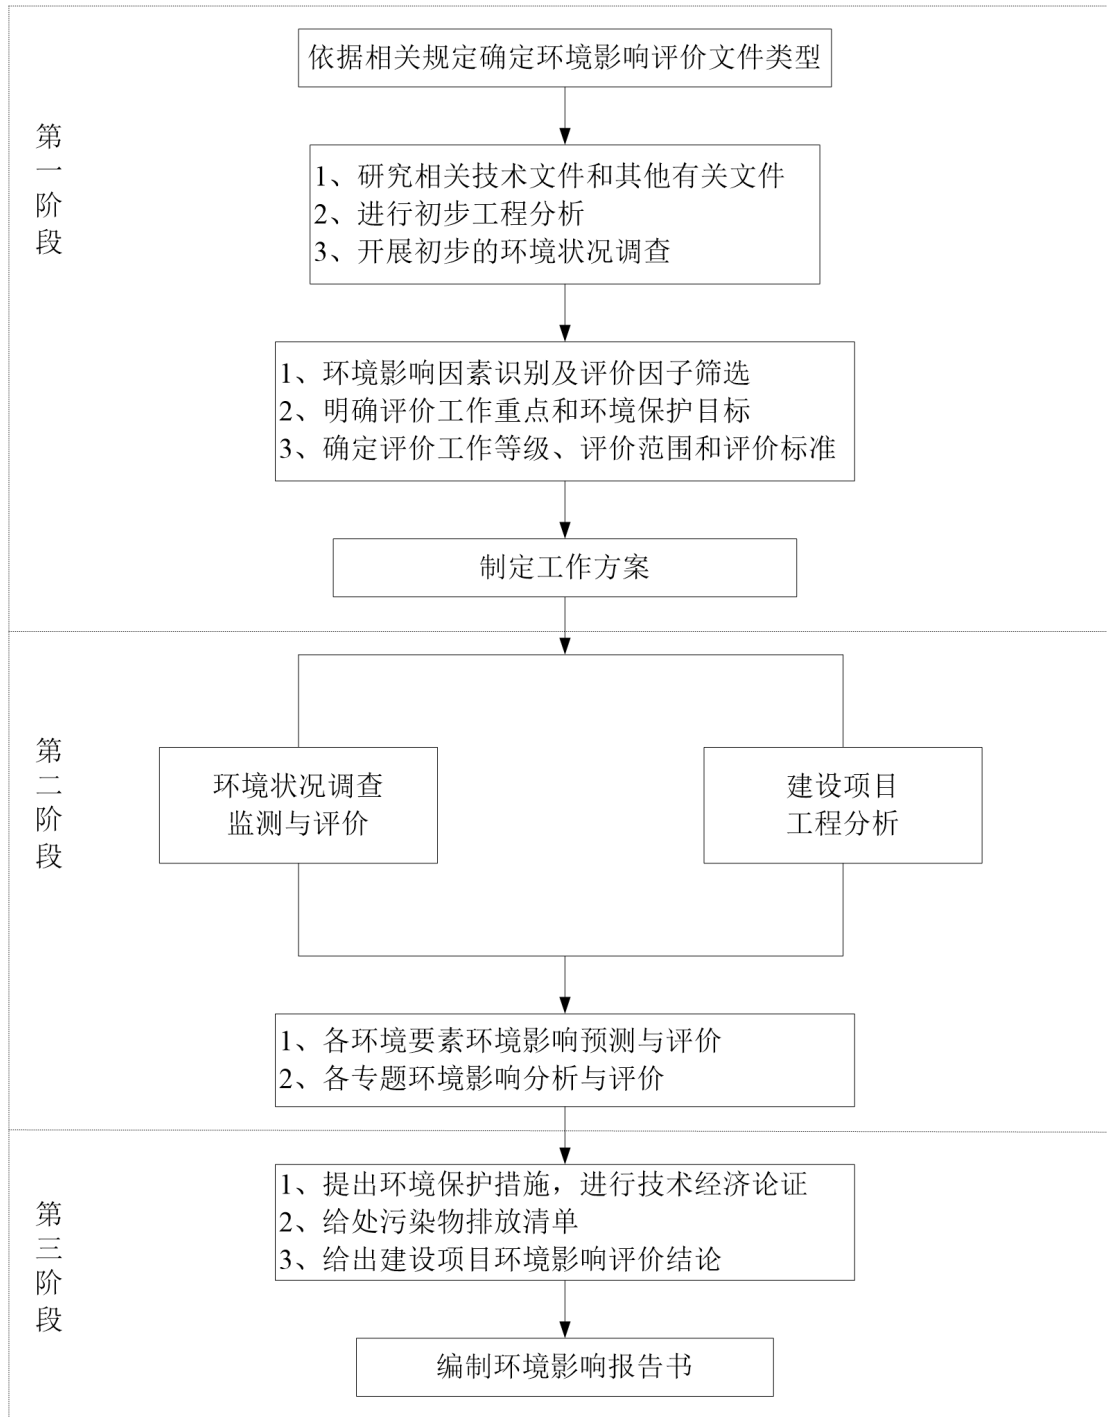 依据相关规定确定环境影响评价文件类型
第一阶段
1、研究相关技术文件和其他有关文件
2、进行初步工程分析
3、开展初步的环境状况调查
1、环境影响因素识别及评价因子筛选
2、明确评价工作重点和环境保护目标
3、确定评价工作等级、评价范围和评价标准
制定工作方案
第二阶段
环境状况调查
监测与评价
建设项目
工程分析
1、各环境要素环境影响预测与评价
2、各专题环境影响分析与评价
第三阶段
1、提出环境保护措施，进行技术经济论证
2、给处污染物排放清单
3、给出建设项目环境影响评价结论
编制环境影响报告书